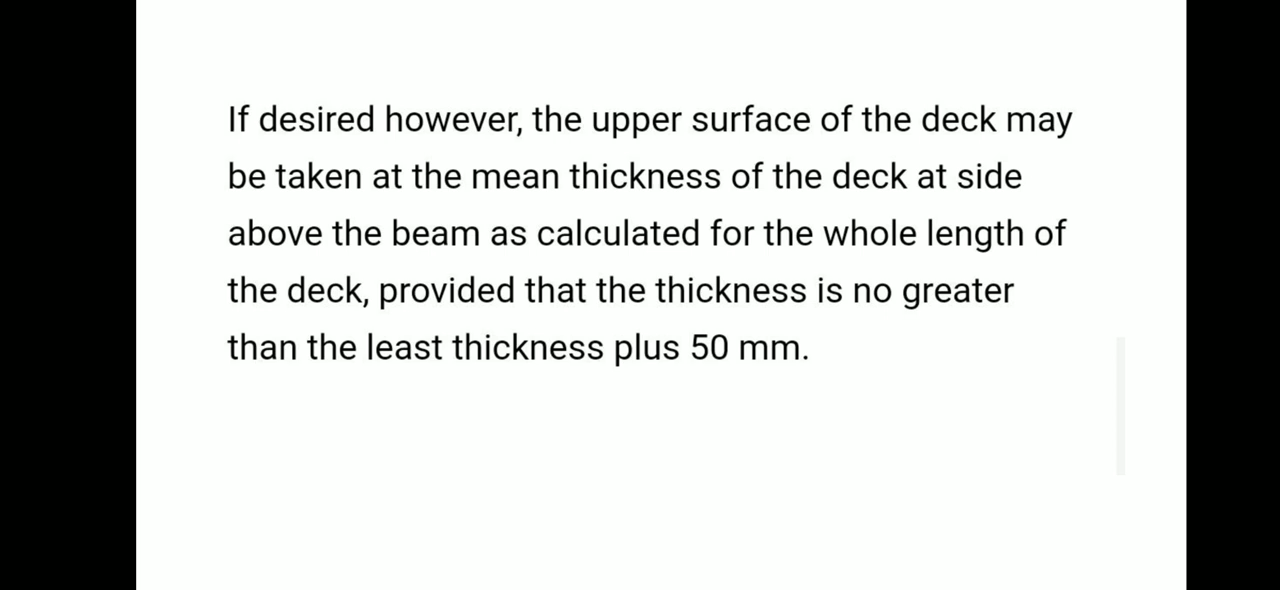 If desired however, the upper surface of the deck may
be taken at the mean thickness of the deck at side
above the beam as calculated for the whole length of
the deck, provided that the thickness is no greater
than the least thickness plus 50 mm.